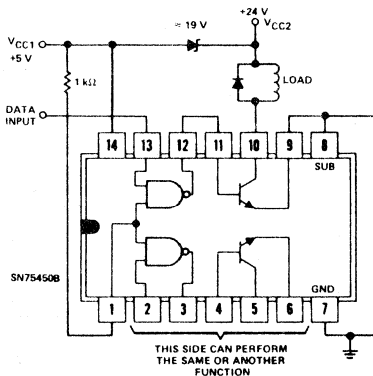 +24 V
≈ 19 V
VCC2
VCC1
+5 V
1 kΩ
LOAD
DATA
INPUT
14 13 12 11 10 9 8
SUB
SN75450B
GND
1 2 3 4 5 6 7
THIS SIDE CAN PERFORM
THE SAME OR ANOTHER
FUNCTION